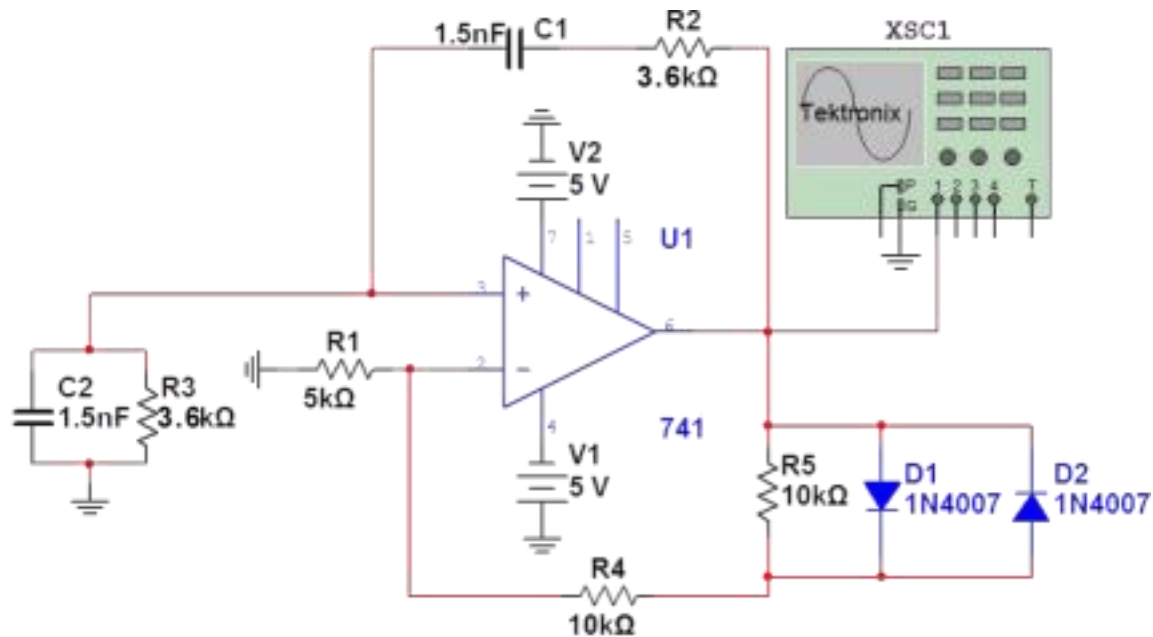 XSC1
1.5nF C1 R2
3.6kΩ
Tektronix
V2
5 V
1 2 3 4 T
G
7 1 5 U1
3
+
6
R1
2
−
5kΩ
C2
1.5nF
R3
3.6kΩ
4
741
V1
5 V
R5
10kΩ
D1
1N4007
D2
1N4007
R4
10kΩ